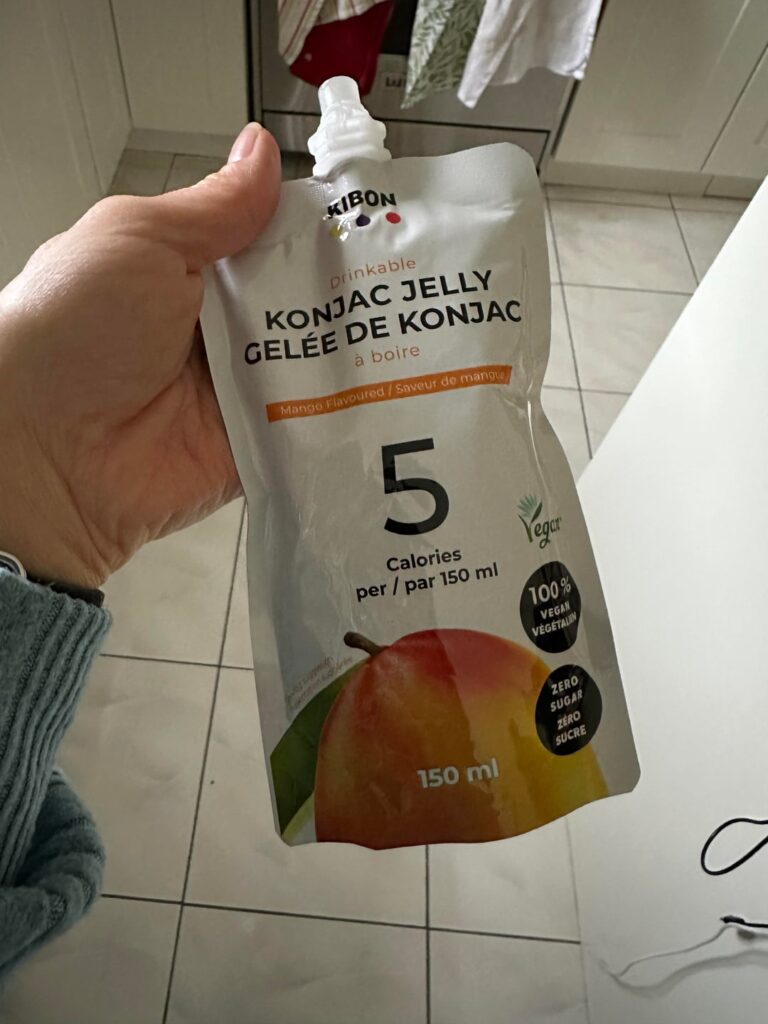 KIBON
Drinkable
KONJAC JELLY
GELÉE DE KONJAC
à boire
Mango Flavoured / Saveur de mangue
5
Calories
per / par 150 ml
Vegan
100%
VEGAN
VÉGÉTALIEN
ZERO
SUGAR
ZÉRO
SUCRE
150 ml